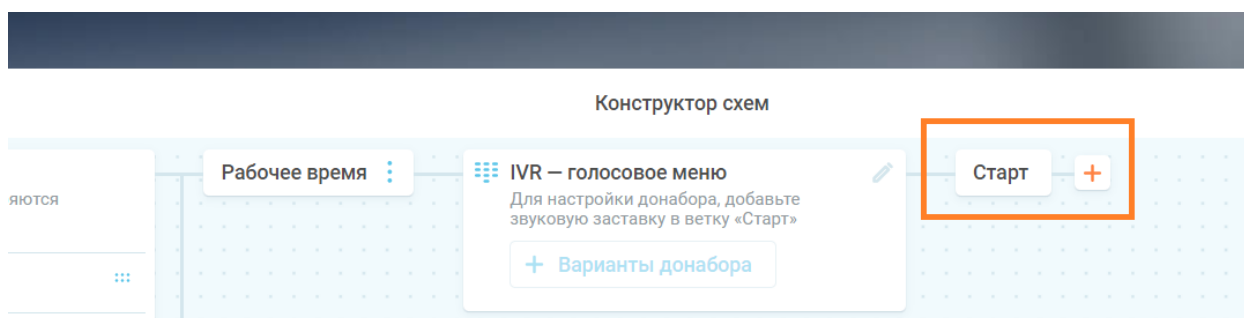 Конструктор схем
Рабочее время
IVR — голосовое меню
Старт
Для настройки донабора, добавьте
звуковую заставку в ветку «Старт»
яются
+ Варианты донабора